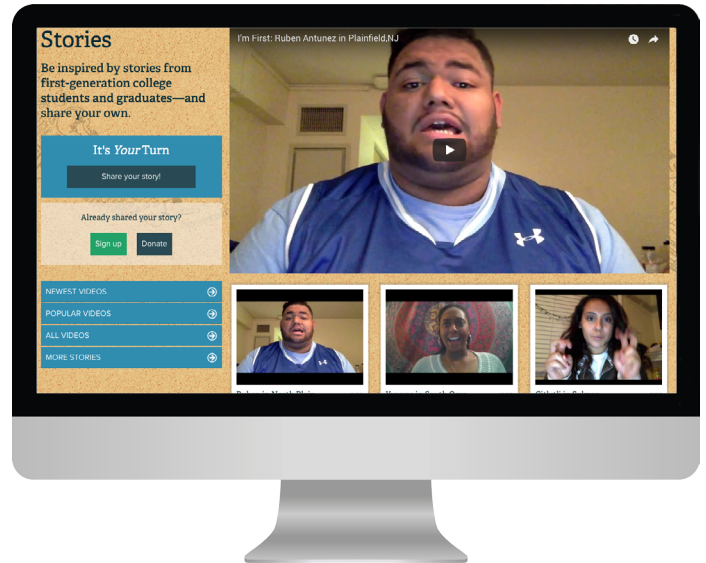 Stories
Be inspired by stories from
first-generation college
students and graduates—and
share your own.
It's Your Turn
Share your story!
Already shared your story?
Sign up
Donate
NEWEST VIDEOS
POPULAR VIDEOS
ALL VIDEOS
MORE STORIES
I'm First: Ruben Antunez in Plainfield,NJ